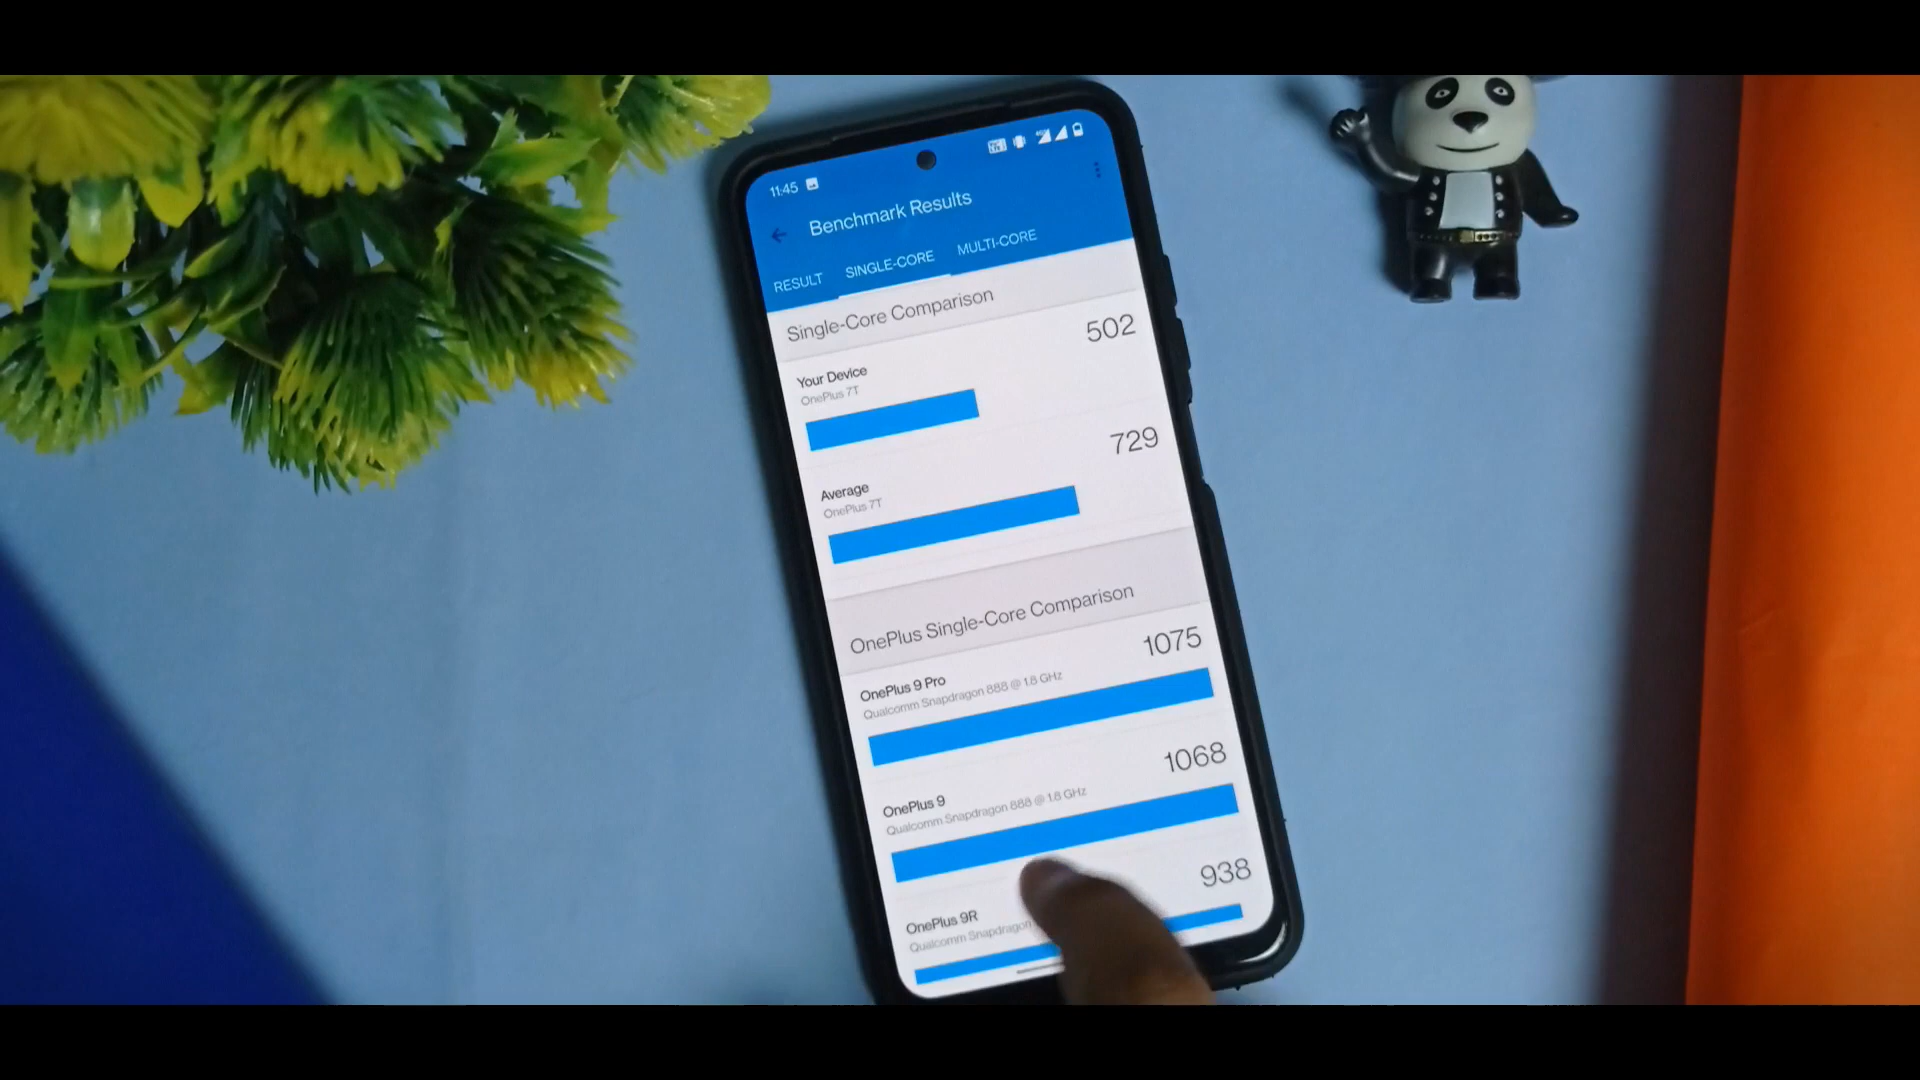 11:45
Benchmark Results
RESULT SINGLE-CORE MULTI-CORE
Single-Core Comparison
502
Your Device
OnePlus 7T
729
Average
OnePlus 7T
OnePlus Single-Core Comparison
1075
OnePlus 9 Pro
Qualcomm Snapdragon 888 @ 1.8 GHz
1068
OnePlus 9
Qualcomm Snapdragon 888 @ 1.8 GHz
938
OnePlus 9R
Qualcomm Snapdragon